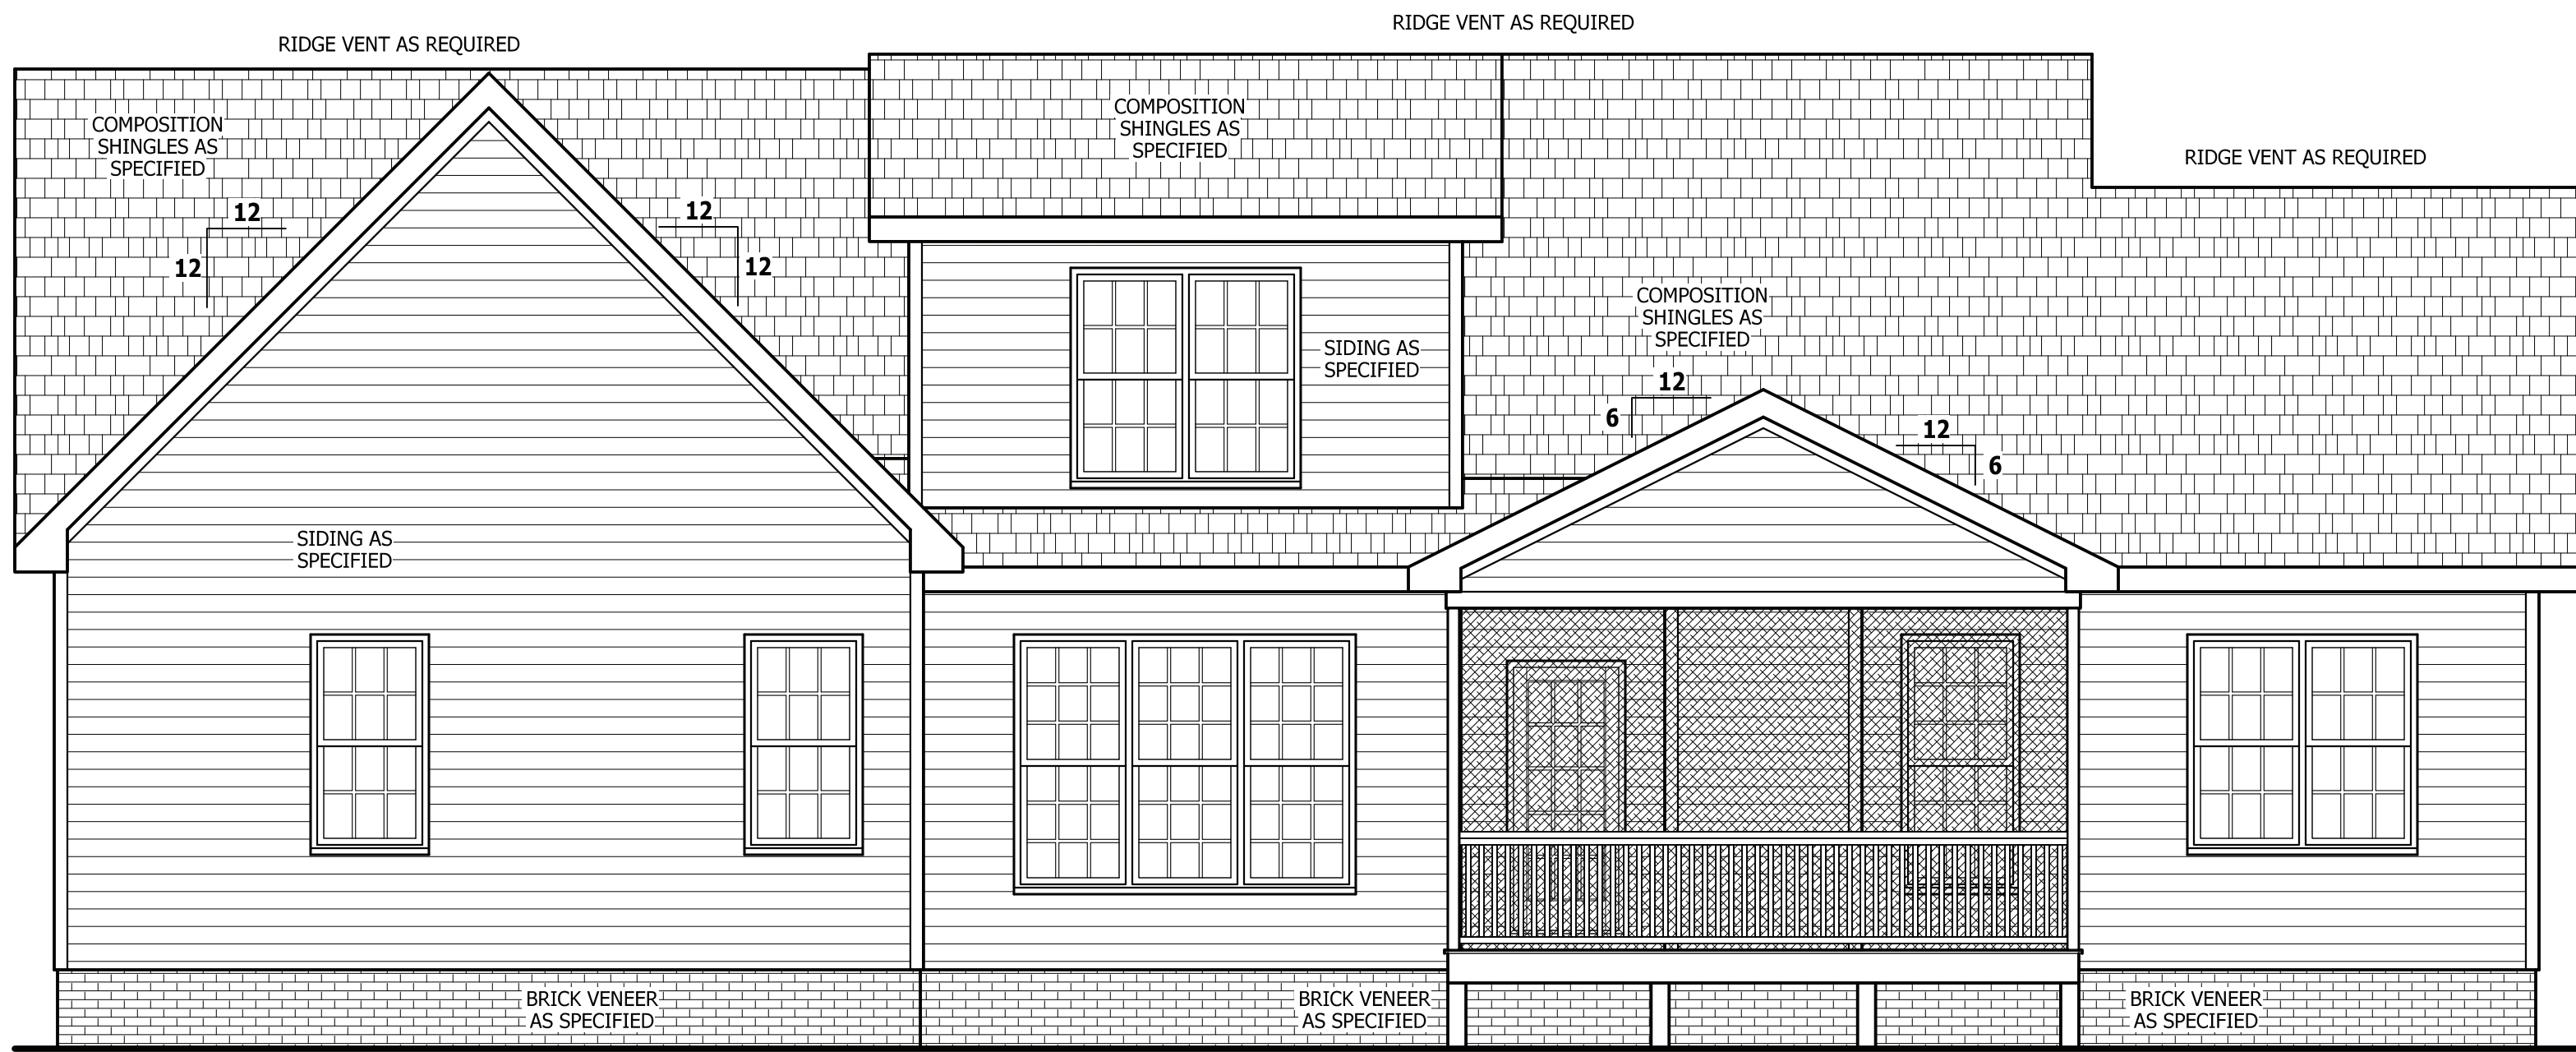 RIDGE VENT AS REQUIRED
RIDGE VENT AS REQUIRED
COMPOSITION
SHINGLES AS
SPECIFIED
COMPOSITION
SHINGLES AS
SPECIFIED
RIDGE VENT AS REQUIRED
12
12
12
12
COMPOSITION
SHINGLES AS
SPECIFIED
SIDING AS
SPECIFIED
12
6
12
6
SIDING AS
SPECIFIED
BRICK VENEER
AS SPECIFIED
BRICK VENEER
AS SPECIFIED
BRICK VENEER
AS SPECIFIED